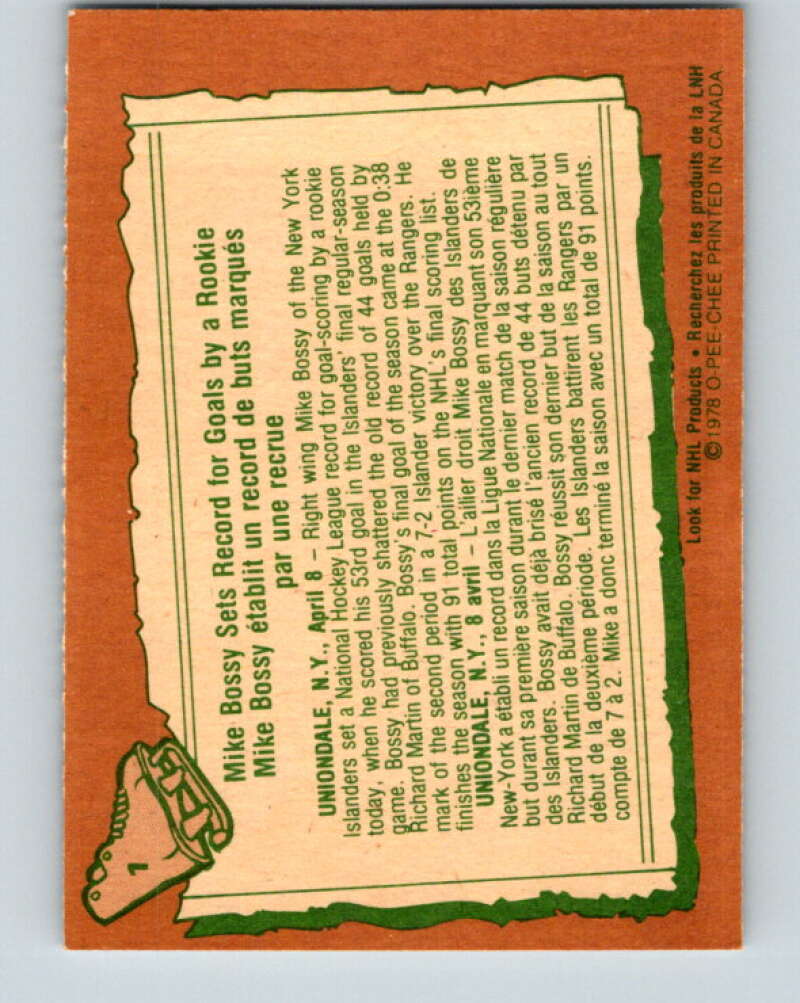 1
Mike Bossy Sets Record for Goals by a Rookie
Mike Bossy établit un record de buts marqués
par une recrue
UNIONDALE, N.Y., April 8 – Right wing Mike Bossy of the New York
Islanders set a National Hockey League record for goal-scoring by a rookie
today, when he scored his 53rd goal in the Islanders' final regular-season
game. Bossy had previously shattered the old record of 44 goals held by
Richard Martin of Buffalo. Bossy's final goal of the season came at the 0:38
mark of the second period in a 7-2 Islander victory over the Rangers. He
finishes the season with 91 total points on the NHL's final scoring list.
UNIONDALE, N.Y., 8 avril – L'ailier droit Mike Bossy des Islanders de
New-York a établi un record dans la Ligue Nationale en marquant son 53ième
but durant sa première saison durant le dernier match de la saison régulière
des Islanders. Bossy avait déjà brisé l'ancien record de 44 buts détenu par
Richard Martin de Buffalo. Bossy réussit son dernier but de la saison au tout
début de la deuxième période. Les Islanders battirent les Rangers par un
compte de 7 à 2. Mike a donc terminé la saison avec un total de 91 points.
Look for NHL Products • Recherchez les produits de la LNH
©1978 O-PEE-CHEE PRINTED IN CANADA